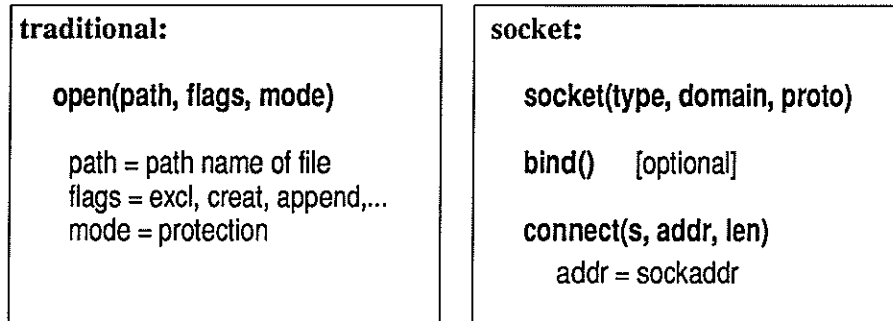 traditional:
open(path, flags, mode)
path = path name of file
flags = excl, creat, append,...
mode = protection
socket:
socket(type, domain, proto)
bind() [optional]
connect(s, addr, len)
addr = sockaddr